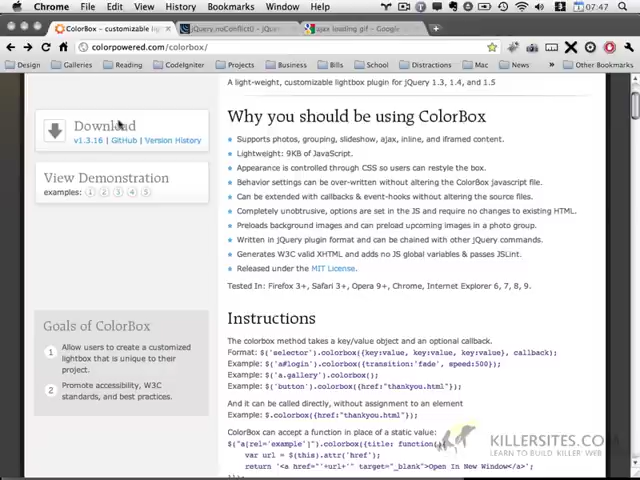 Chrome File Edit View History Bookmarks Window Help 07:47
ColorBox - customizable lig jQuery.noConflict() – jQuery ajax loading gif - Google
colorpowered.com/colorbox/
Design Galleries Reading CodeIgniter Projects Schools Distractions Mac News Other Bookmarks
A light-weight, customizable lightbox plugin for jQuery 1.3, 1.4, and 1.5
Download
v1.3.16 | GitHub | Version History
View Demonstration
examples: 1 2 3 4 5
Why you should be using ColorBox
Supports photos, grouping, slideshow, ajax, inline, and iframed content.
Lightweight: 9KB of JavaScript.
Appearance is controlled through CSS so users can restyle the box.
Behavior settings can be over-written without altering the ColorBox javascript file.
Can be extended with callbacks & event-hooks without altering the source files.
Completely unobtrusive, options are set in the JS and require no changes to existing HTML.
Preloads background images and can preload upcoming images in a photo group.
Written in jQuery plugin format and can be chained with other jQuery commands.
Generates W3C valid XHTML and adds no JS global variables & passes JSLint.
Released under the MIT License.
Tested In: Firefox 3+, Safari 3+, Opera 9+, Chrome, Internet Explorer 6, 7, 8, 9.
Goals of ColorBox
1 Allow users to create a customized
lightbox that is unique to their
project.
2 Promote accessibility, W3C
standards, and best practices.
Instructions
The colorbox method takes a key/value object and an optional callback.
Format: $('selector').colorbox({key:value, key:value, key:value}, callback);
Example: $('a#login').colorbox({transition:'fade', speed:500});
Example: $('a.gallery').colorbox();
Example: $('button').colorbox({href:"thankyou.html"});
And it can be called directly, without assignment to an element
Example: $.colorbox({href:"thankyou.html"});
ColorBox can accept a function in place of a static value:
$("a[rel='example']").colorbox({title: function(){
var url = $(this).attr('href');
return '<a href="'+url+'" target="_blank">Open In New Window</a>';
}});
KILLERSITES.COM
LEARN TO BUILD 'KILLER' WEB